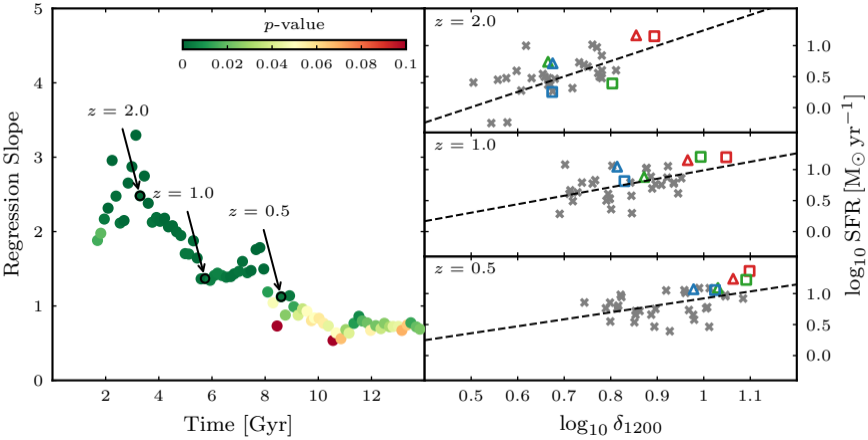 p-value
0 0.02 0.04 0.06 0.08 0.1
z = 2.0
z = 1.0
z = 0.5
Regression Slope
5
4
3
2
1
0
2 4 6 8 10 12
Time [Gyr]
z = 2.0
1.0
0.5
0.0
z = 1.0
1.0
0.5
0.0
z = 0.5
1.0
0.5
0.0
0.5 0.6 0.7 0.8 0.9 1 1.1
log₁₀ δ₁₂₀₀
log₁₀ SFR [M⊙ yr⁻¹]